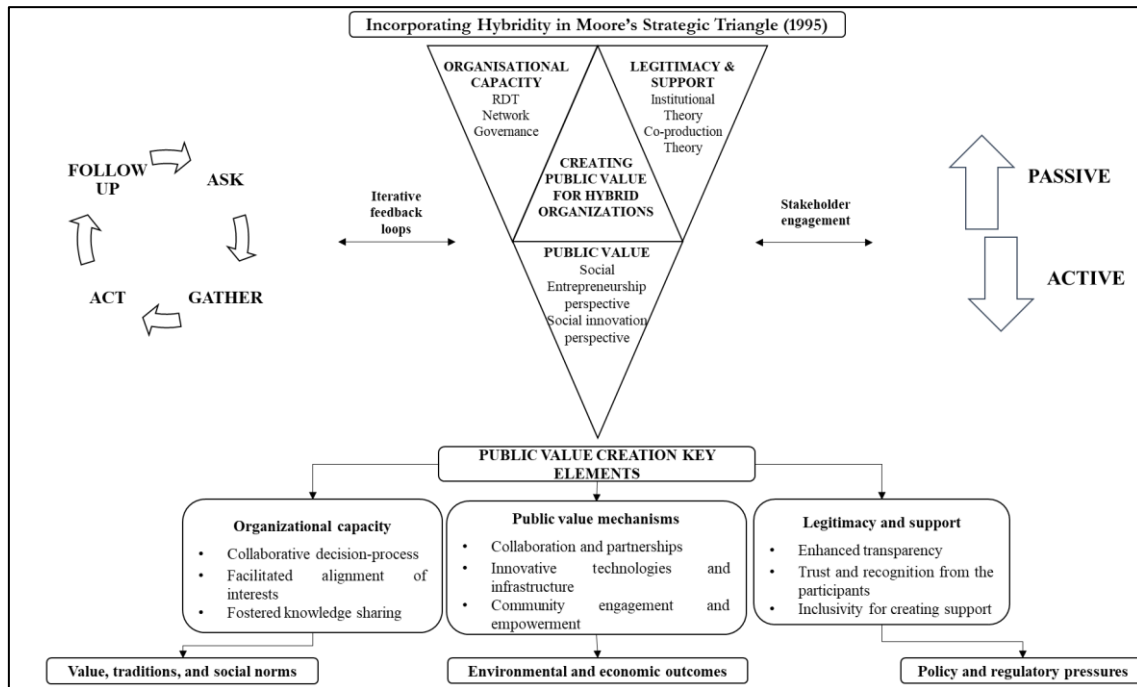 Incorporating Hybridity in Moore's Strategic Triangle (1995)
ORGANISATIONAL
CAPACITY
RDT
Network
Governance
LEGITIMACY &
SUPPORT
Institutional
Theory
Co-production
Theory
CREATING
PUBLIC VALUE
FOR HYBRID
ORGANIZATIONS
PUBLIC VALUE
Social
Entrepreneurship
perspective
Social innovation
perspective
FOLLOW
UP
ASK
ACT
GATHER
Iterative
feedback
loops
Stakeholder
engagement
PASSIVE
ACTIVE
PUBLIC VALUE CREATION KEY
ELEMENTS
Organizational capacity
• Collaborative decision-process
• Facilitated alignment of
interests
• Fostered knowledge sharing
Public value mechanisms
• Collaboration and partnerships
• Innovative technologies and
infrastructure
• Community engagement and
empowerment
Legitimacy and support
• Enhanced transparency
• Trust and recognition from the
participants
• Inclusivity for creating support
Value, traditions, and social norms
Environmental and economic outcomes
Policy and regulatory pressures